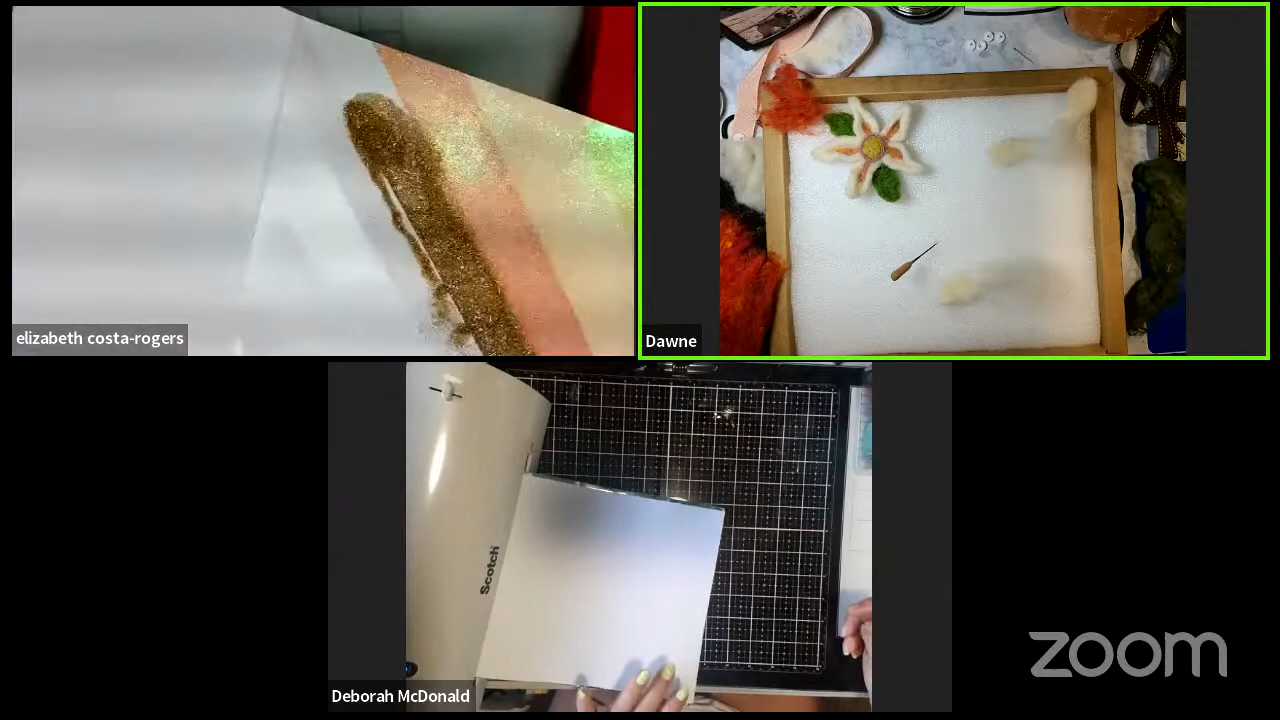 elizabeth costa-rogers
Dawne
Scotch
Deborah McDonald
zoom